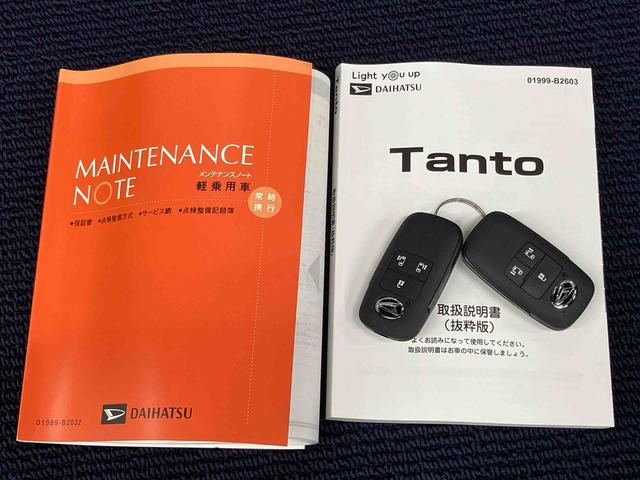 MAINTENANCE
NOTE
メンテナンスノート
軽乗用車
常時
携行
•保証書 •点検整備方式 •サービス網 •点検整備記録簿
01989-B2032
DAIHATSU
Light you up
DAIHATSU
01999-B2603
Tanto
Tanto
取扱説明書
（抜粋版）
よくお読みになって使用してください。
取扱説明書はお車の中に保管しましょう。